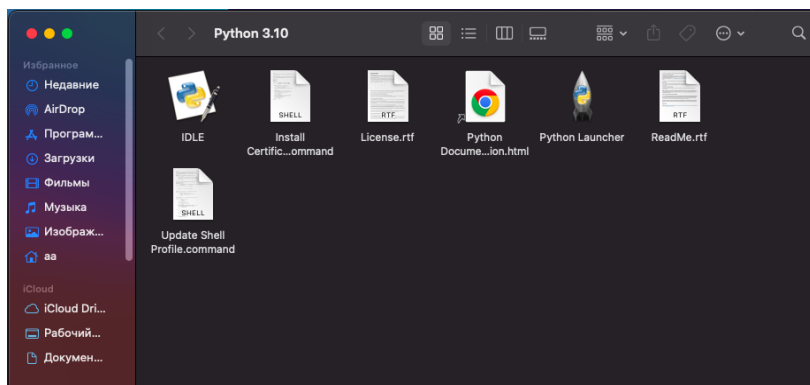 Python 3.10
Избранное
Недавние
AirDrop
Програм...
Загрузки
Фильмы
Музыка
Изображ...
aa
iCloud
iCloud Dri...
Рабочий...
Докумен...
SHELL
RTF
RTF
IDLE
Install
Certific...ommand
License.rtf
Python
Docume...ion.html
Python Launcher
ReadMe.rtf
SHELL
Update Shell
Profile.command